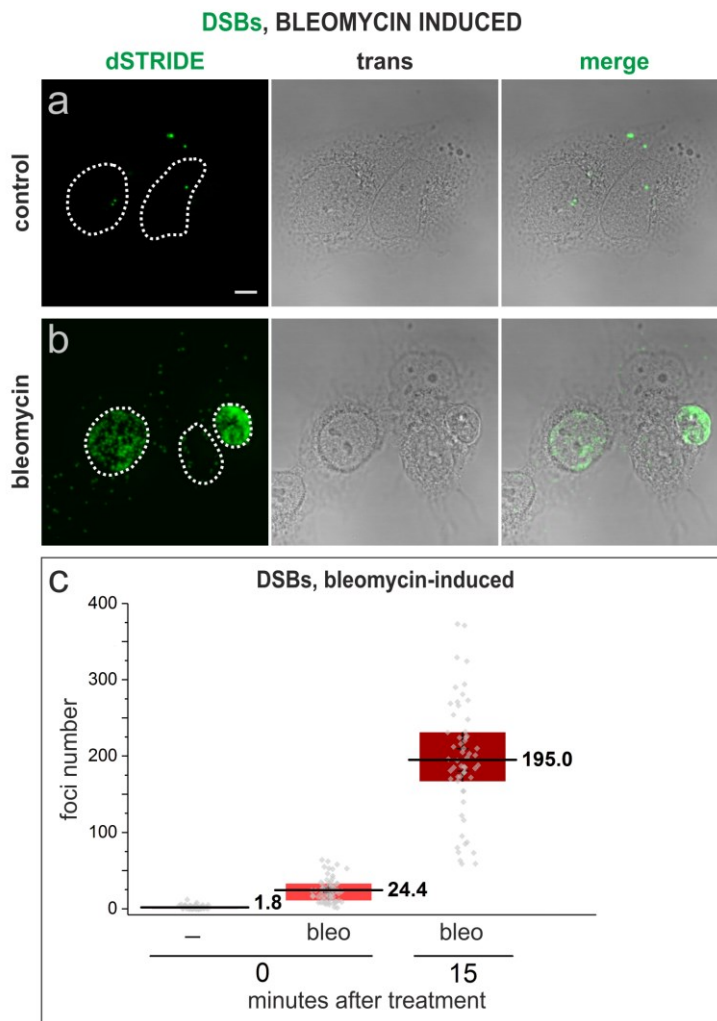 DSBs, BLEOMYCIN INDUCED
dSTRIDE trans merge
a
control
b
bleomycin
c
DSBs, bleomycin-induced
foci number
400
300
200
100
0
1.8
24.4
195.0
– bleo bleo
0 15
minutes after treatment